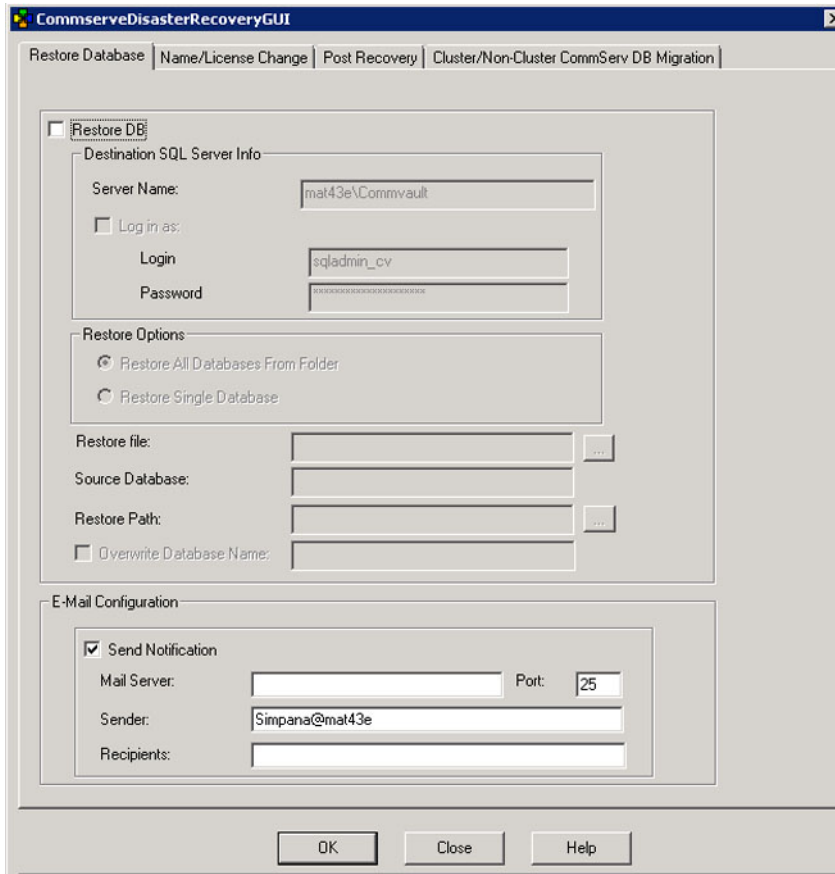 CommserveDisasterRecoveryGUI
Restore Database Name/License Change Post Recovery Cluster/Non-Cluster CommServ DB Migration
Restore DB
Destination SQL Server Info
Server Name: mat43e\Commvault
Log in as:
Login sqladmin_cv
Password ********************
Restore Options
Restore All Databases From Folder
Restore Single Database
Restore file: ...
Source Database:
Restore Path: ...
Overwrite Database Name:
E-Mail Configuration
Send Notification
Mail Server: Port: 25
Sender: Simpana@mat43e
Recipients:
OK Close Help